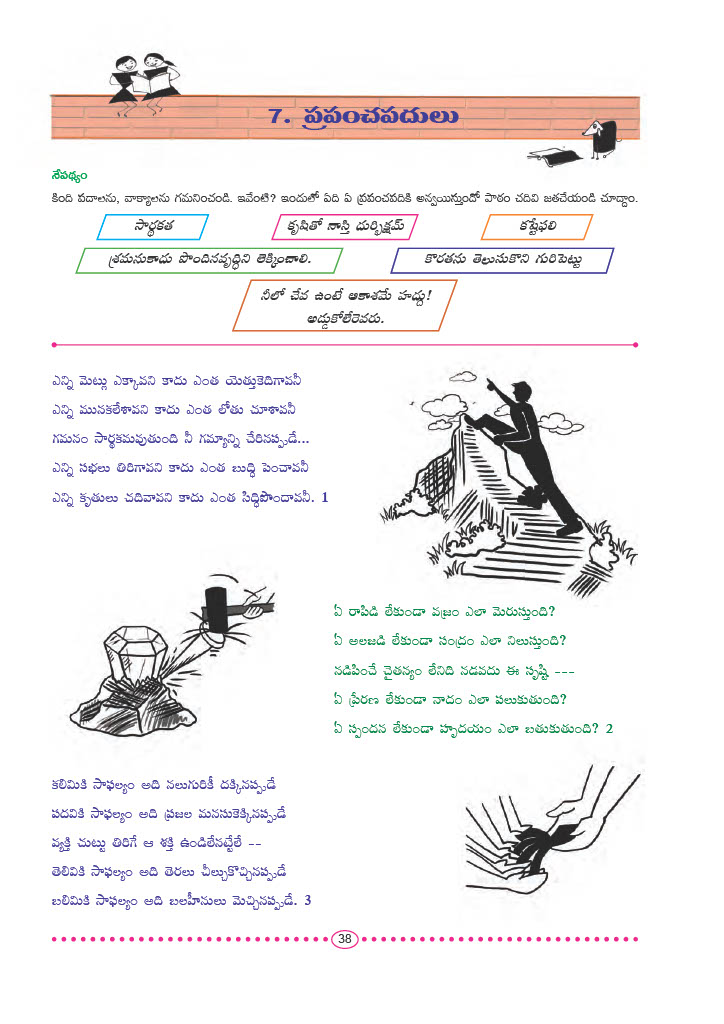 7. ప్రపంచపదులు
నేపథ్యం
కింది పదాలను, వాక్యాలను గమనించండి. ఇవేంటి? ఇందులో ఏది ఏ ప్రపంచపదికి అన్వయిస్తుందో పాఠం చదివి జతచేయండి చూద్దాం.
సార్థకత
కృషితో నాస్తి దుర్భిక్షమ్
కష్టేఫలి
శ్రమనుకాదు పొందినవృద్ధిని లెక్కించాలి.
కొరతను తెలుసుకొని గురిపెట్టు
నీలో చేవ ఉంటే ఆకాశమే హద్దు!
అడ్డుకోలేరెవరు.
ఎన్ని మెట్లు ఎక్కావని కాదు ఎంత యెత్తుకెదిగావనీ
ఎన్ని మునకలేశావని కాదు ఎంత లోతు చూశావనీ
గమనం సార్థకమవుతుంది నీ గమ్యాన్ని చేరినప్పుడే...
ఎన్ని సభలు తిరిగావని కాదు ఎంత బుద్ధి పెంచావనీ
ఎన్ని కృతులు చదివావని కాదు ఎంత సిద్ధిపొందావనీ. 1
ఏ రాపిడి లేకుండా వజ్రం ఎలా మెరుస్తుంది?
ఏ అలజడి లేకుండా సంద్రం ఎలా నిలుస్తుంది?
నడిపించే చైతన్యం లేనిది నడవదు ఈ సృష్టి ---
ఏ ప్రేరణ లేకుండా నాదం ఎలా పలుకుతుంది?
ఏ స్పందన లేకుండా హృదయం ఎలా బతుకుతుంది? 2
కలిమికి సాఫల్యం అది నలుగురికీ దక్కినప్పుడే
పదవికి సాఫల్యం అది ప్రజల మనసుకెక్కినప్పుడే
వ్యక్తి చుట్టు తిరిగే ఆ శక్తి ఉండిలేనట్టేలే --
తెలివికి సాఫల్యం అది తెరలు చీల్చుకొచ్చినప్పుడే
బలిమికి సాఫల్యం అది బలహీనులు మెచ్చినప్పుడే. 3
38